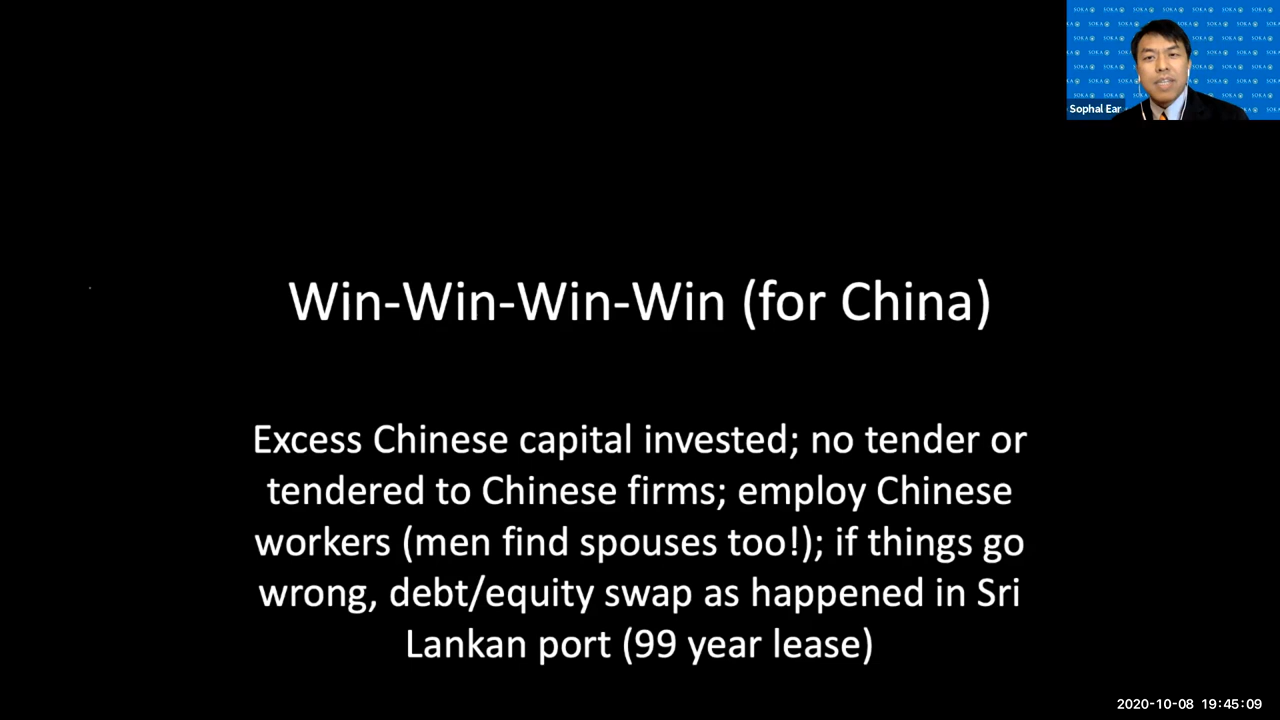 Sophal Ear
Win-Win-Win-Win (for China)
Excess Chinese capital invested; no tender or
tendered to Chinese firms; employ Chinese
workers (men find spouses too!); if things go
wrong, debt/equity swap as happened in Sri
Lankan port (99 year lease)
2020-10-08 19:45:09